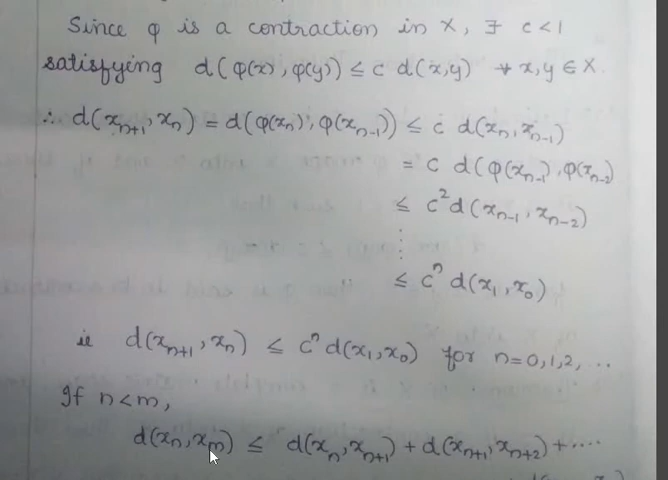 Since φ is a contraction in X, ∃ c < 1
satisfying d(φ(x), φ(y)) ≤ c d(x,y) ∀ x,y ∈ X.
∴ d(xₙ₊₁, xₙ) = d(φ(xₙ), φ(xₙ₋₁)) ≤ c d(xₙ, xₙ₋₁)
= c d(φ(xₙ₋₁), φ(xₙ₋₂)
≤ c² d(xₙ₋₁, xₙ₋₂)
⋮
≤ cⁿ d(x₁, x₀)
ie d(xₙ₊₁, xₙ) ≤ cⁿ d(x₁, x₀) for n=0,1,2, ...
If n < m,
d(xₙ, xₘ) ≤ d(xₙ, xₙ₊₁) + d(xₙ₊₁, xₙ₊₂) + ....